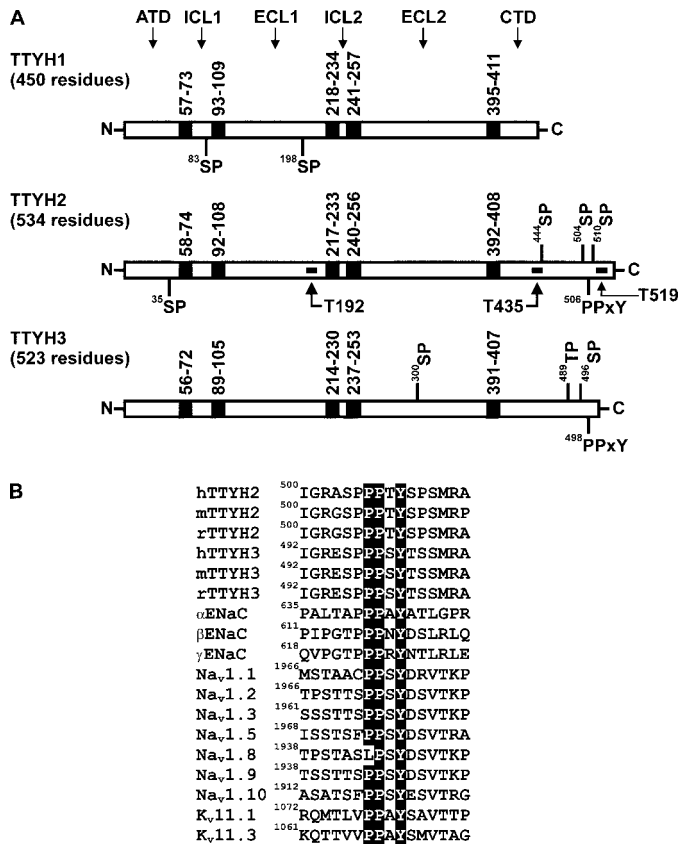 A
ATD ICL1 ECL1 ICL2 ECL2 CTD
TTYH1
(450 residues)
57-73 93-109 218-234 241-257 395-411
N C
83SP 198SP
TTYH2
(534 residues)
58-74 92-108 217-233 240-256 392-408 444SP 504SP 510SP
N C
35SP T192 T435 506PPxY T519
TTYH3
(523 residues)
56-72 89-105 214-230 237-253 300SP 391-407 489TP 496SP
N C
498PPxY
B
hTTYH2 500IGRASPPPTYSPSMRA
mTTYH2 500IGRGSPPPTYSPSMRP
rTTYH2 500IGRGSPPPTYSPSMRA
hTTYH3 492IGRESPPPSYTSSMRA
mTTYH3 492IGRESPPPSYTSSMRA
rTTYH3 492IGRESPPPSYTSSMRA
αENaC 635PALTAPPPAYATLGPR
βENaC 611PIPGTPPPNYDSLRLQ
γENaC 618QVPGTPPPRYNTLRLE
Nav1.1 1966MSTAACPPSYDRVTKP
Nav1.2 1966TPSTTSPPSYDSVTKP
Nav1.3 1961SSSTTSPPSYDSVTKP
Nav1.5 1968ISSTSFPPSYDSVTRA
Nav1.8 1938TPSTASLPSYDSVTKP
Nav1.9 1938TSSTTSPPSYDSVTKP
Nav1.10 1912ASATSFPPSYESVTRG
Kv11.1 1072RQMTLVPPAYSAVTTP
Kv11.3 1061KQTTVVPPAYSMVTAG